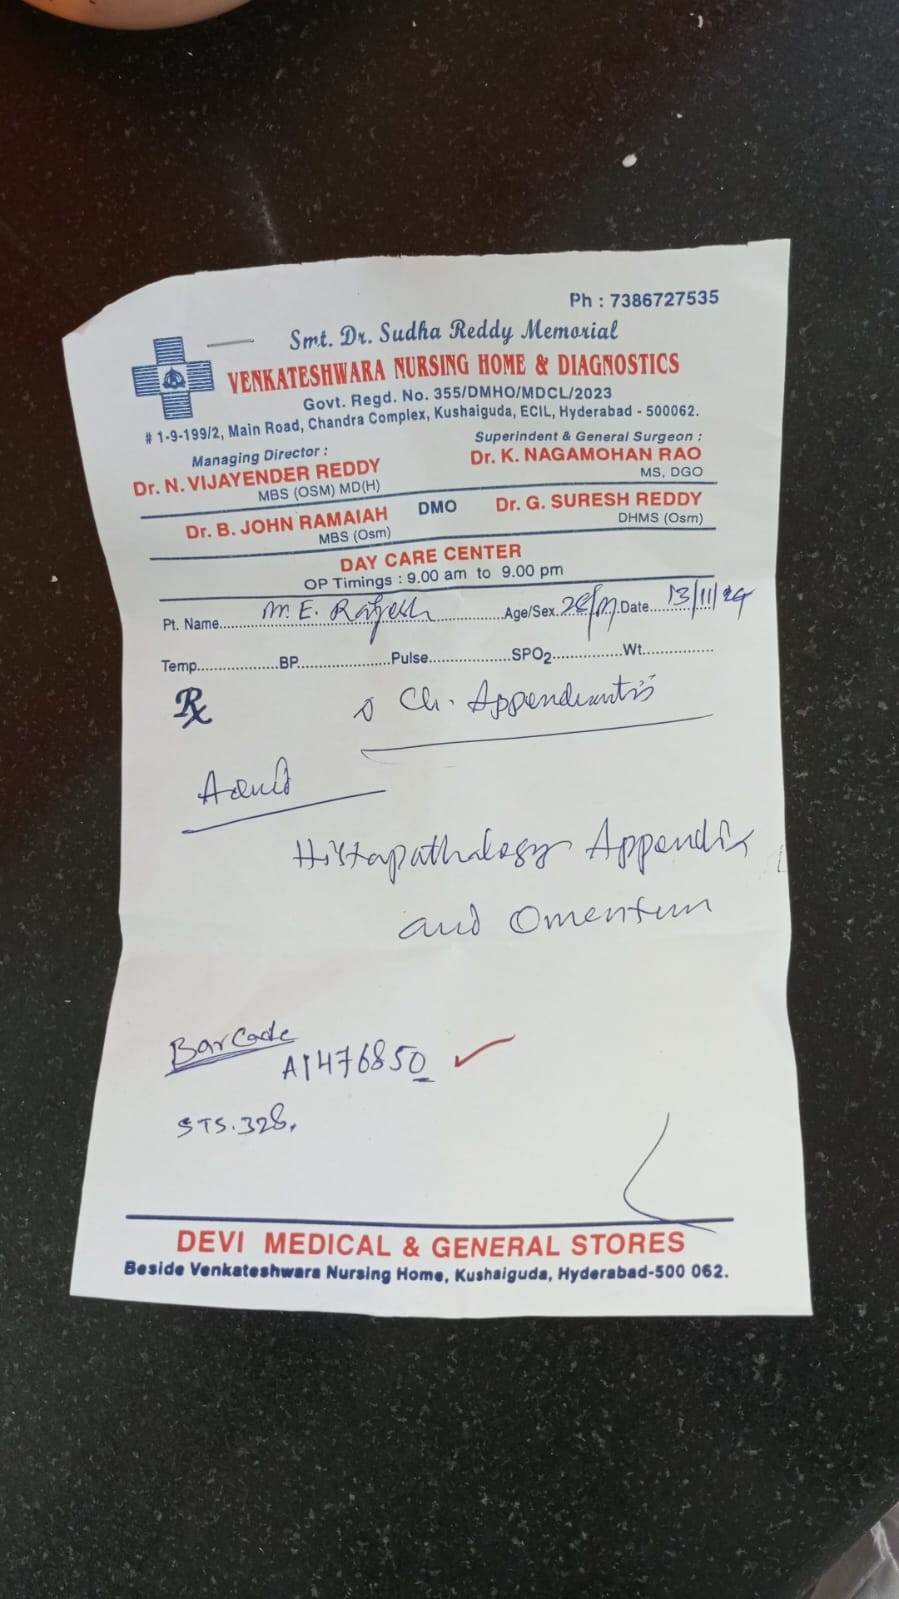 Ph : 7386727535
Smt. Dr. Sudha Reddy Memorial
VENKATESHWARA NURSING HOME & DIAGNOSTICS
Govt. Regd. No. 355/DMHO/MDCL/2023
# 1-9-199/2, Main Road, Chandra Complex, Kushaiguda, ECIL, Hyderabad - 500062.
Managing Director :
Dr. N. VIJAYENDER REDDY
MBS (OSM) MD(H)
Superindent & General Surgeon :
Dr. K. NAGAMOHAN RAO
MS, DGO
Dr. B. JOHN RAMAIAH
MBS (Osm)
DMO
Dr. G. SURESH REDDY
DHMS (Osm)
DAY CARE CENTER
OP Timings : 9.00 am to 9.00 pm
Pt. Name.......Mr. E. Rajesh.......Age/Sex.......Date...13/11/24
Temp...............BP.................Pulse...............SPO2.............Wt.............
Rx
Ch. Appendicitis
Histopathology Appendix
and Omentum
BarCode
A1476850
STS.328.
DEVI MEDICAL & GENERAL STORES
Beside Venkateshwara Nursing Home, Kushaiguda, Hyderabad-500 062.